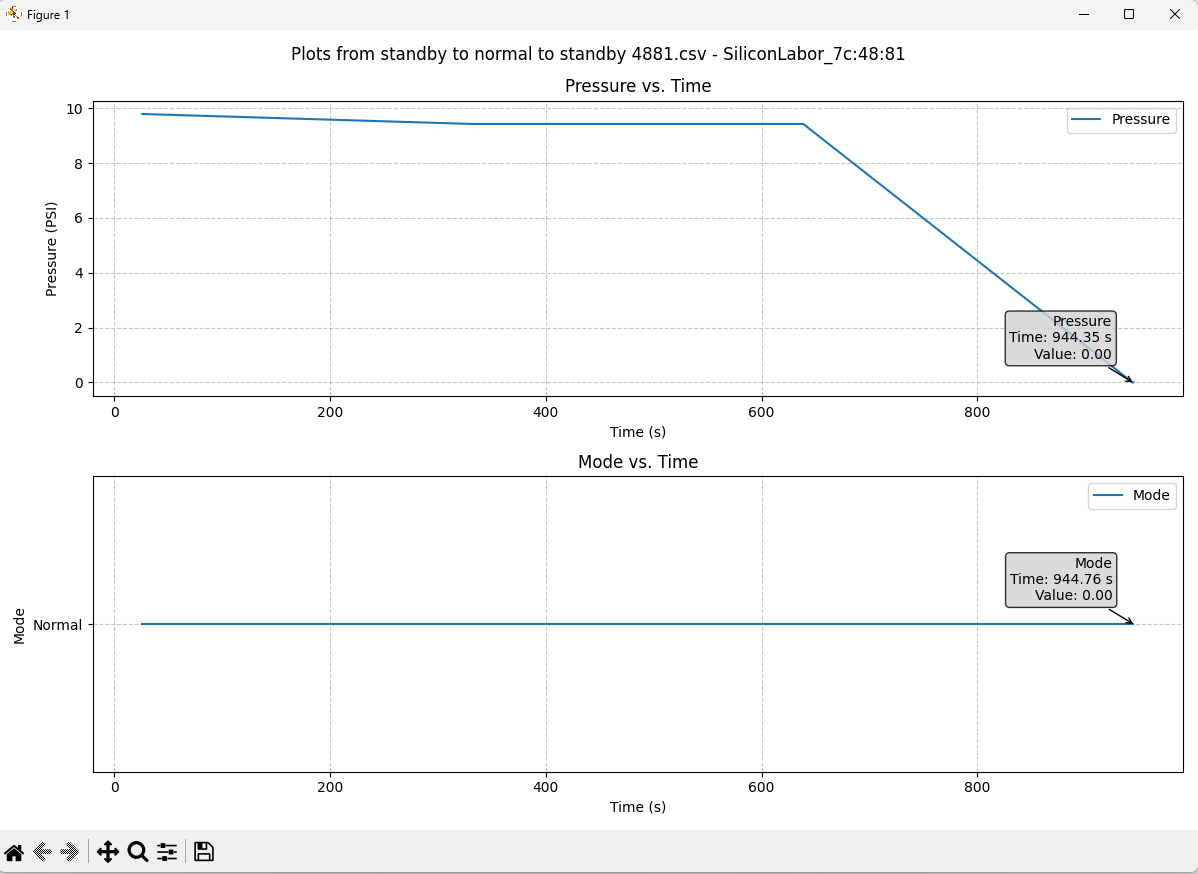 Figure 1
Plots from standby to normal to standby 4881.csv - SiliconLabor_7c:48:81
Pressure vs. Time
Pressure (PSI)
10
8
6
4
2
0
Pressure
Pressure
Time: 944.35 s
Value: 0.00
0
200
400
600
800
Time (s)
Mode vs. Time
Mode
Normal
Mode
Mode
Time: 944.76 s
Value: 0.00
0
200
400
600
800
Time (s)